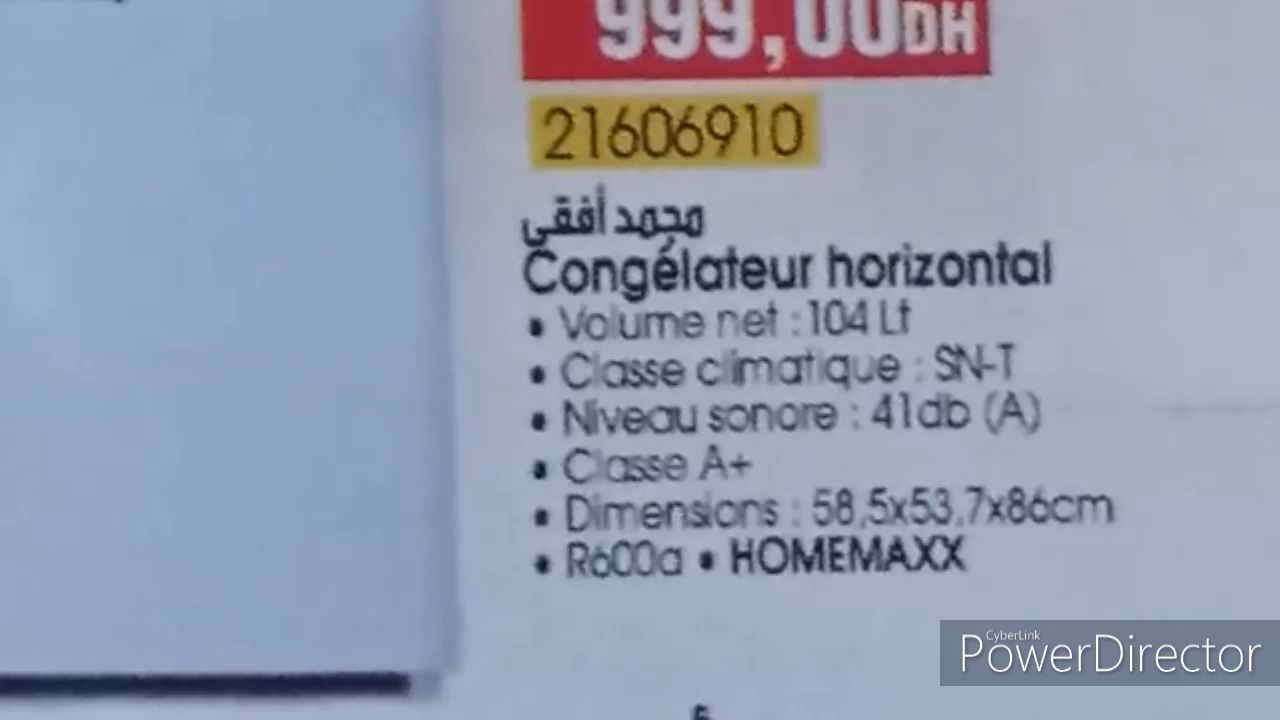 999,00DH
21606910
مجمد أفقي
Congélateur horizontal
• Volume net : 104 Lt
• Classe climatique : SN-T
• Niveau sonore : 41db (A)
• Classe A+
• Dimensions : 58,5x53,7x86cm
• R600a • HOMEMAXX
CyberLink
PowerDirector